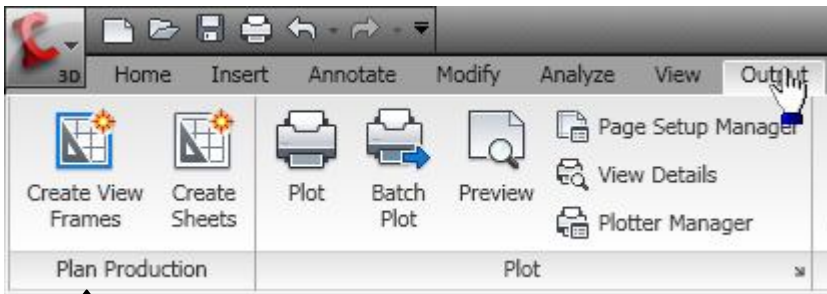 3D Home Insert Annotate Modify Analyze View Output
Create View
Frames
Create
Sheets
Plot
Batch
Plot
Preview
Page Setup Manager
View Details
Plotter Manager
Plan Production
Plot